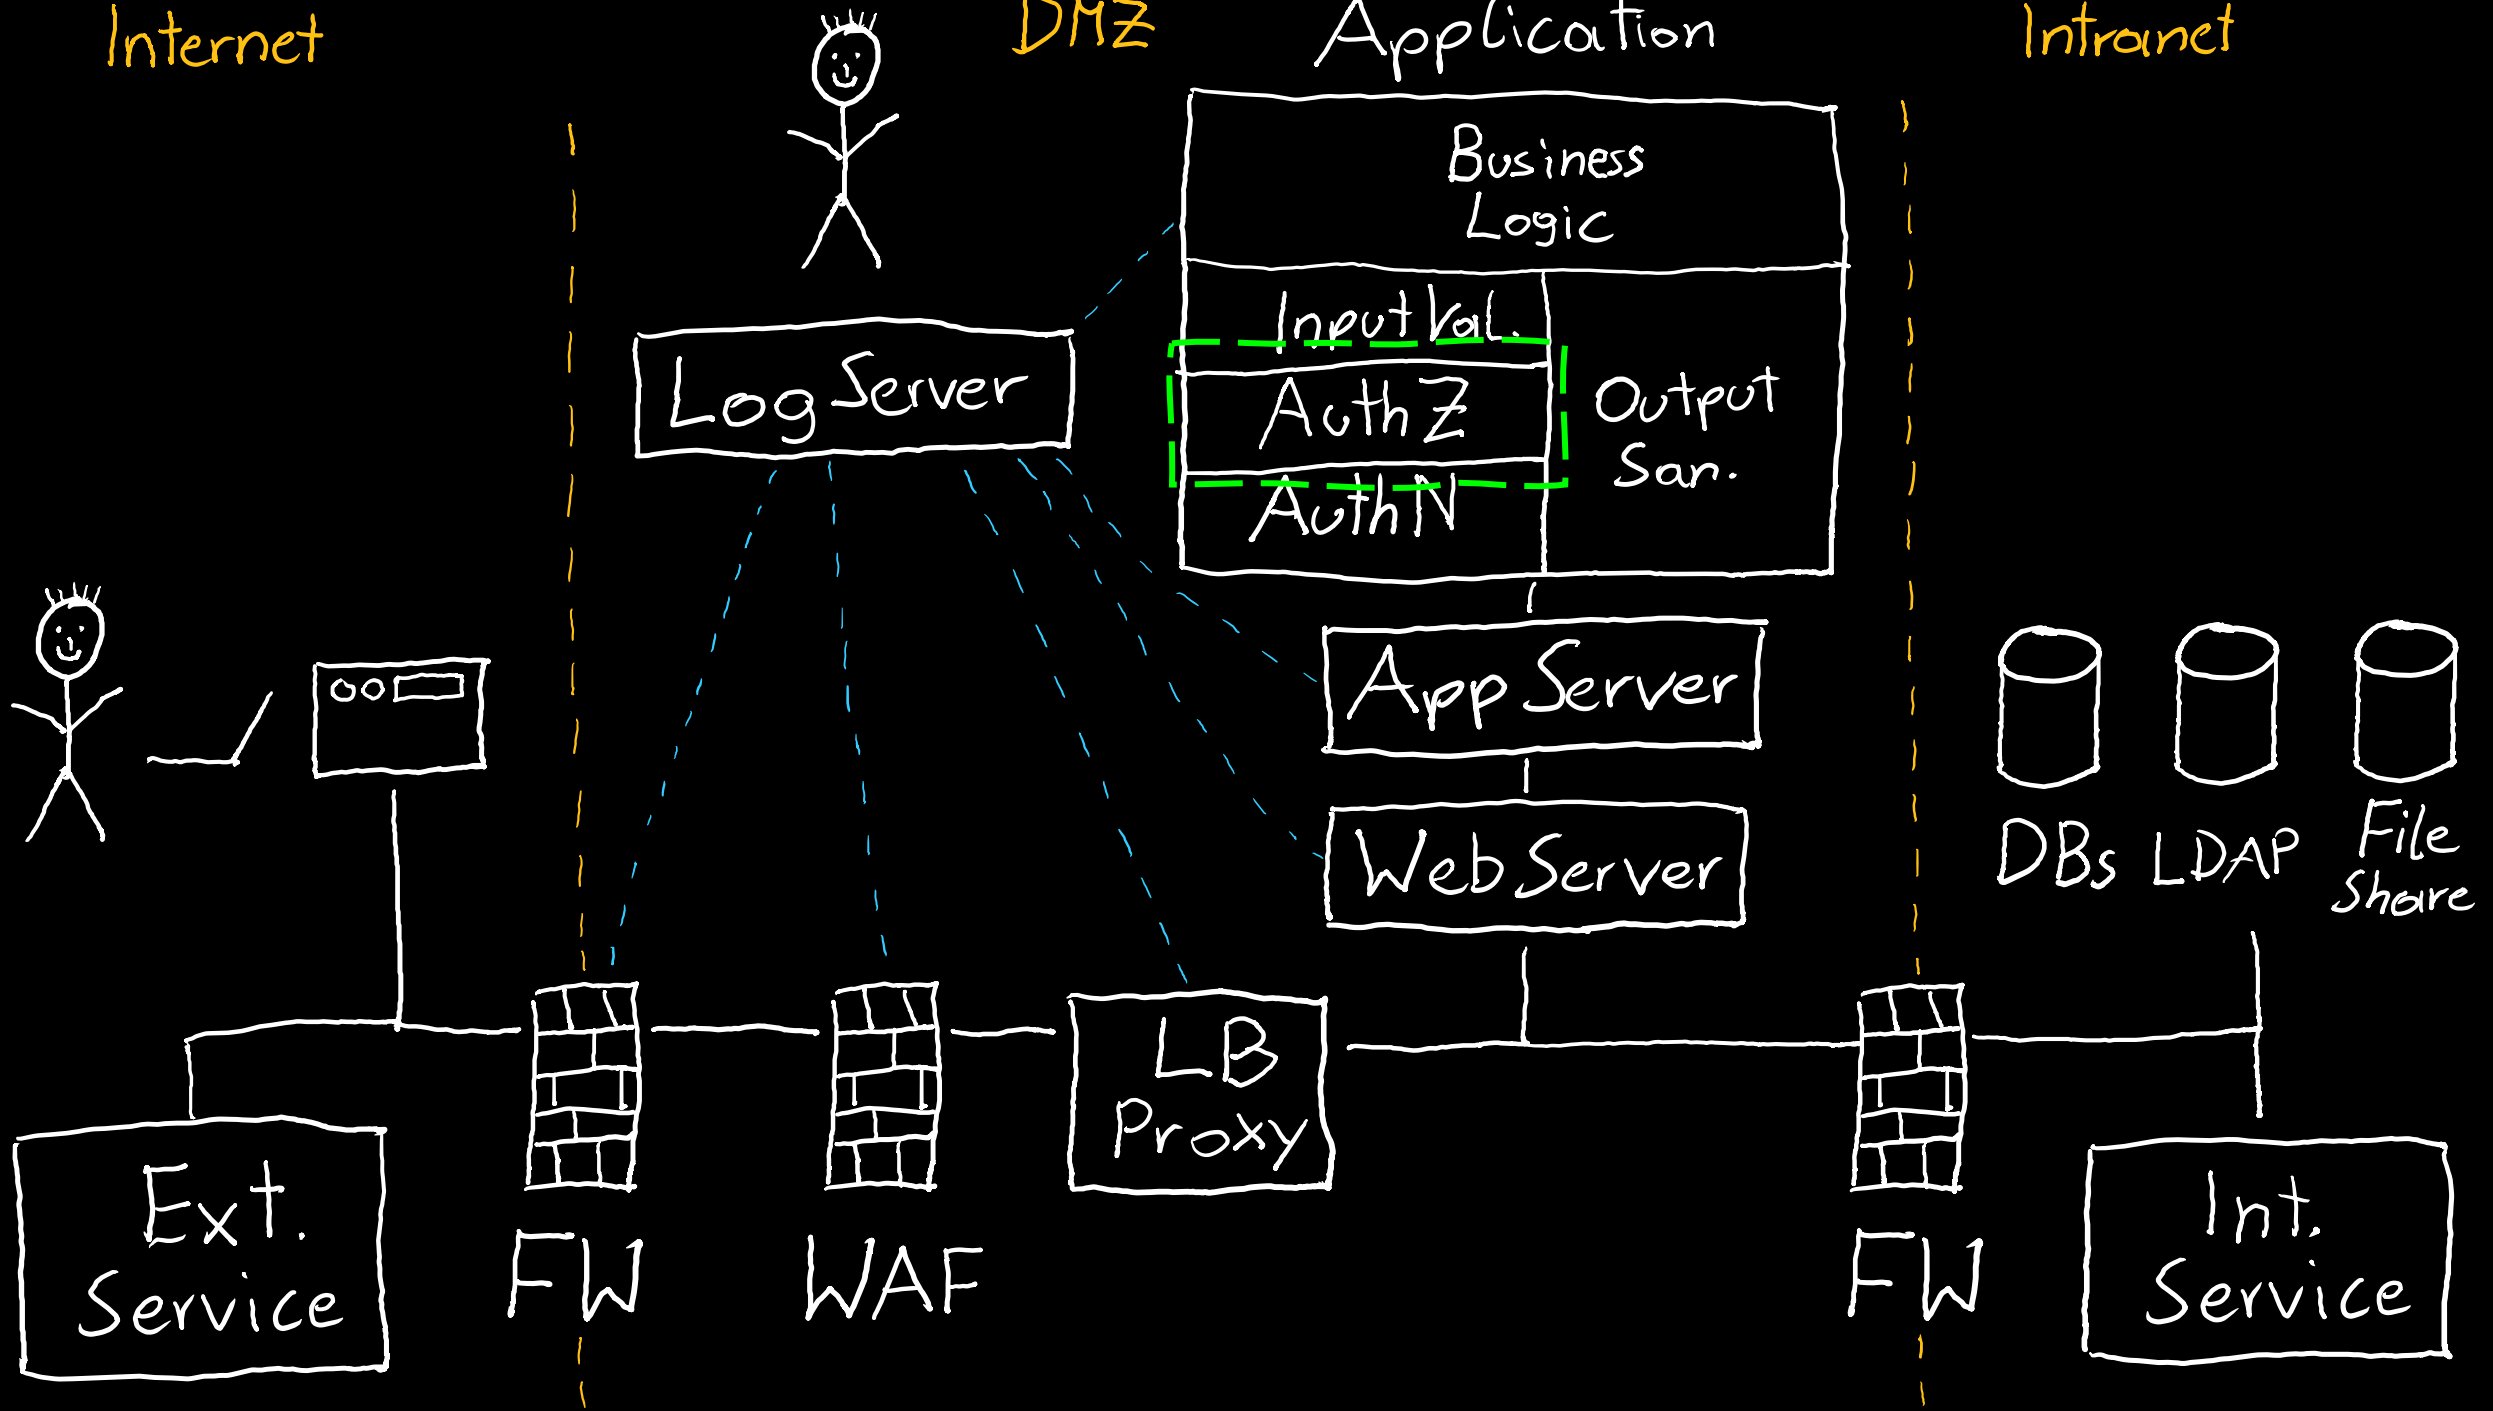 Internet
DMZ
Application
Intranet
Business
Logic
Input Val.
AuthZ
AuthN
Output
San.
Log Server
App Server
Web Server
DBs
LDAP
File
Share
LB
Proxy
Ext.
Service
FW
WAF
FW
Int.
Service